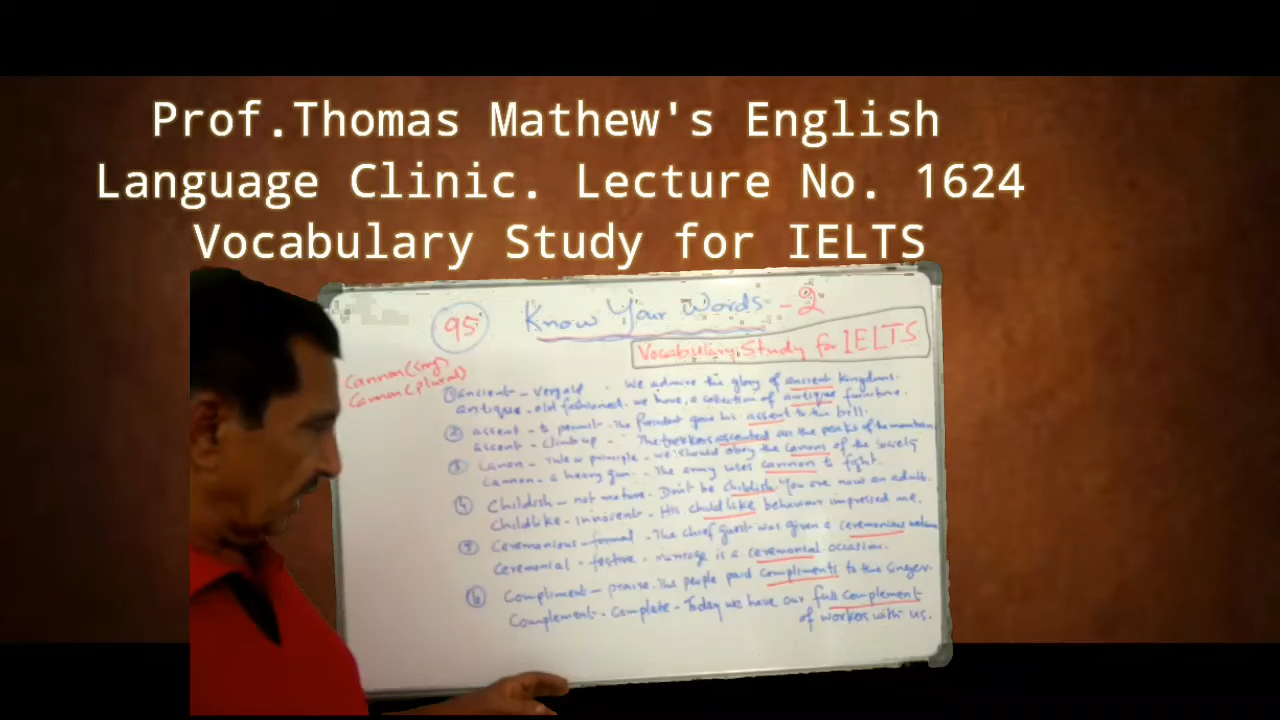 Prof.Thomas Mathew's English
Language Clinic. Lecture No. 1624
Vocabulary Study for IELTS
95 Know Your Words - 2
Vocabulary Study for IELTS
Cannon (sing)
Cannon (plural)
① ancient - very old - We admire the glory of ancient kingdoms.
antique - old fashioned. we have a collection of antique furniture.
② assent - to permit - The President gave his assent to the bill.
ascent - climb up - The trekkers ascented on the peaks of the mountain
③ Canon - rule or principle - we should obey the canons of the society
Cannon - a heavy gun - The army uses cannon to fight.
④ Childish - not mature - Don't be childish. You are now an adult.
Childlike - innocent - His childlike behaviour impressed me.
⑤ Ceremonious - formal - The chief guest was given a ceremonious welcome
Ceremonial - festive - marriage is a ceremonial occasion.
⑥ Compliment - praise. The people paid compliments to the singer.
Complement - Complete - Today we have our full complement
of workers with us.